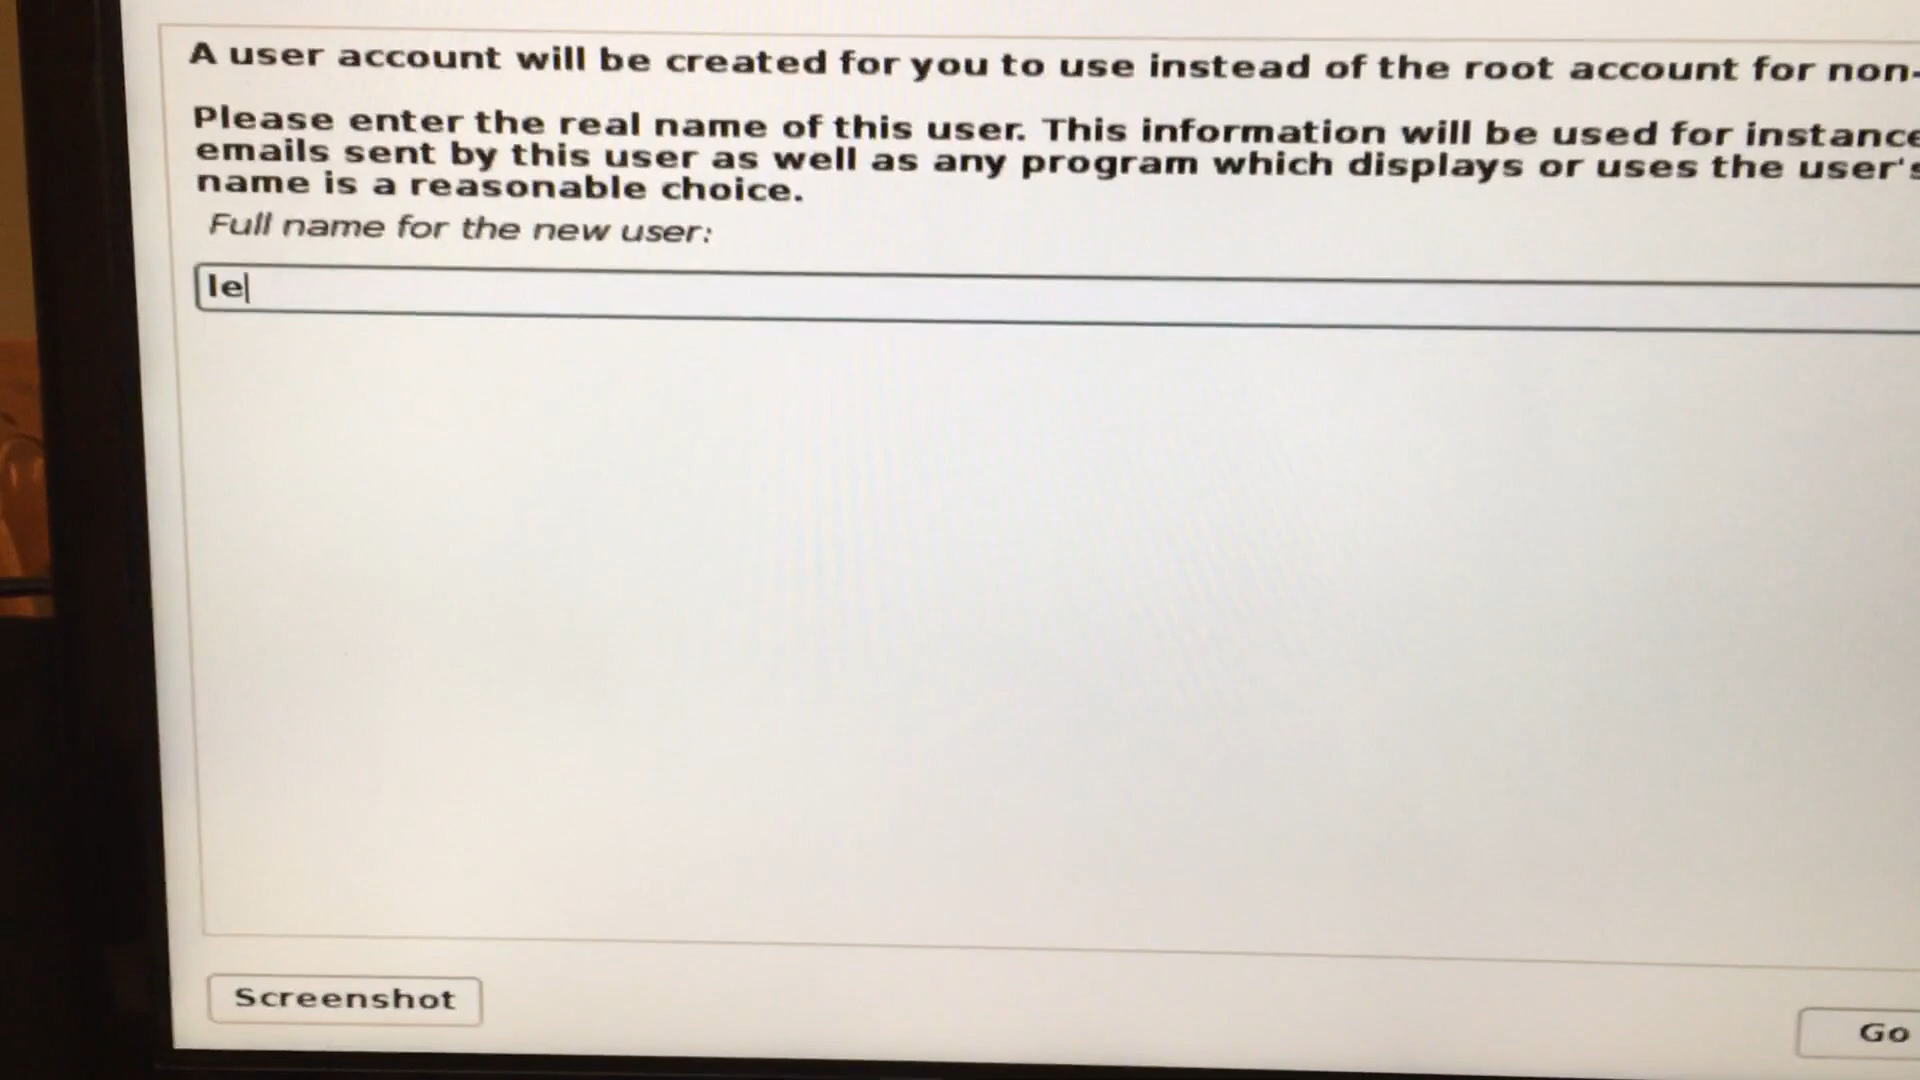 A user account will be created for you to use instead of the root account for non-
Please enter the real name of this user. This information will be used for instance
emails sent by this user as well as any program which displays or uses the user's
name is a reasonable choice.
Full name for the new user:
le
Screenshot
Go